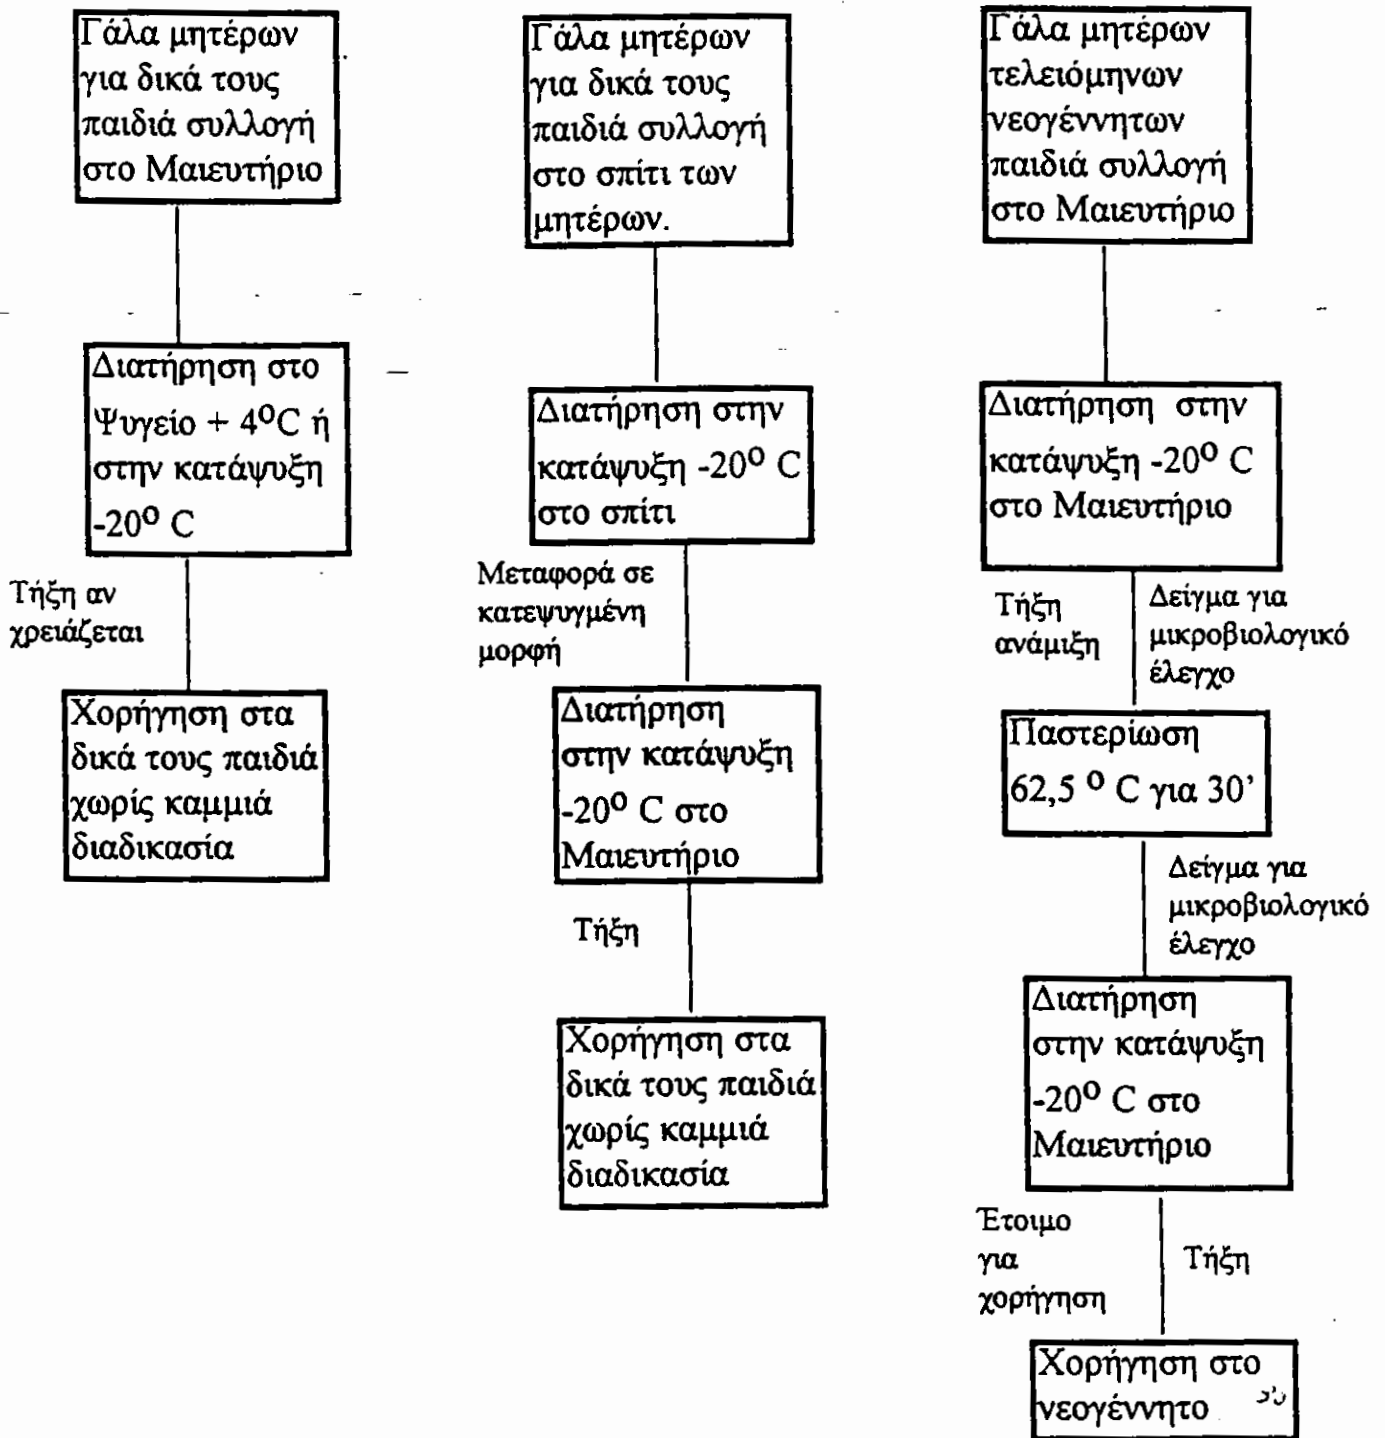 Γάλα μητέρων
για δικά τους
παιδιά συλλογή
στο Μαιευτήριο
Διατήρηση στο
Ψυγείο + 4⁰C ή
στην κατάψυξη
-20⁰ C
Τήξη αν
χρειάζεται
Χορήγηση στα
δικά τους παιδιά
χωρίς καμμιά
διαδικασία
Γάλα μητέρων
για δικά τους
παιδιά συλλογή
στο σπίτι των
μητέρων.
Διατήρηση στην
κατάψυξη -20⁰ C
στο σπίτι
Μεταφορά σε
κατεψυγμένη
μορφή
Διατήρηση
στην κατάψυξη
-20⁰ C στο
Μαιευτήριο
Τήξη
Χορήγηση στα
δικά τους παιδιά
χωρίς καμμιά
διαδικασία
Γάλα μητέρων
τελειόμηνων
νεογέννητων
παιδιά συλλογή
στο Μαιευτήριο
Διατήρηση στην
κατάψυξη -20⁰ C
στο Μαιευτήριο
Τήξη
ανάμιξη
Δείγμα για
μικροβιολογικό
έλεγχο
Παστερίωση
62,5 ⁰ C για 30’
Δείγμα για
μικροβιολογικό
έλεγχο
Διατήρηση
στην κατάψυξη
-20⁰ C στο
Μαιευτήριο
Έτοιμο
για
χορήγηση
Τήξη
Χορήγηση στο
νεογέννητο